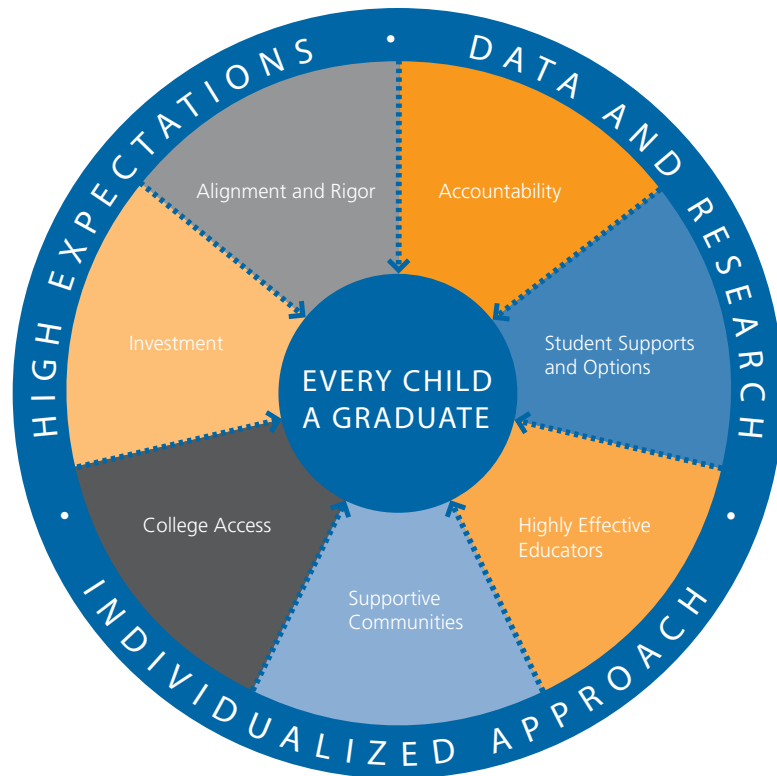 HIGH EXPECTATIONS • DATA AND RESEARCH • INDIVIDUALIZED APPROACH •
Alignment and Rigor
Accountability
Investment
Student Supports
and Options
EVERY CHILD
A GRADUATE
College Access
Highly Effective
Educators
Supportive
Communities